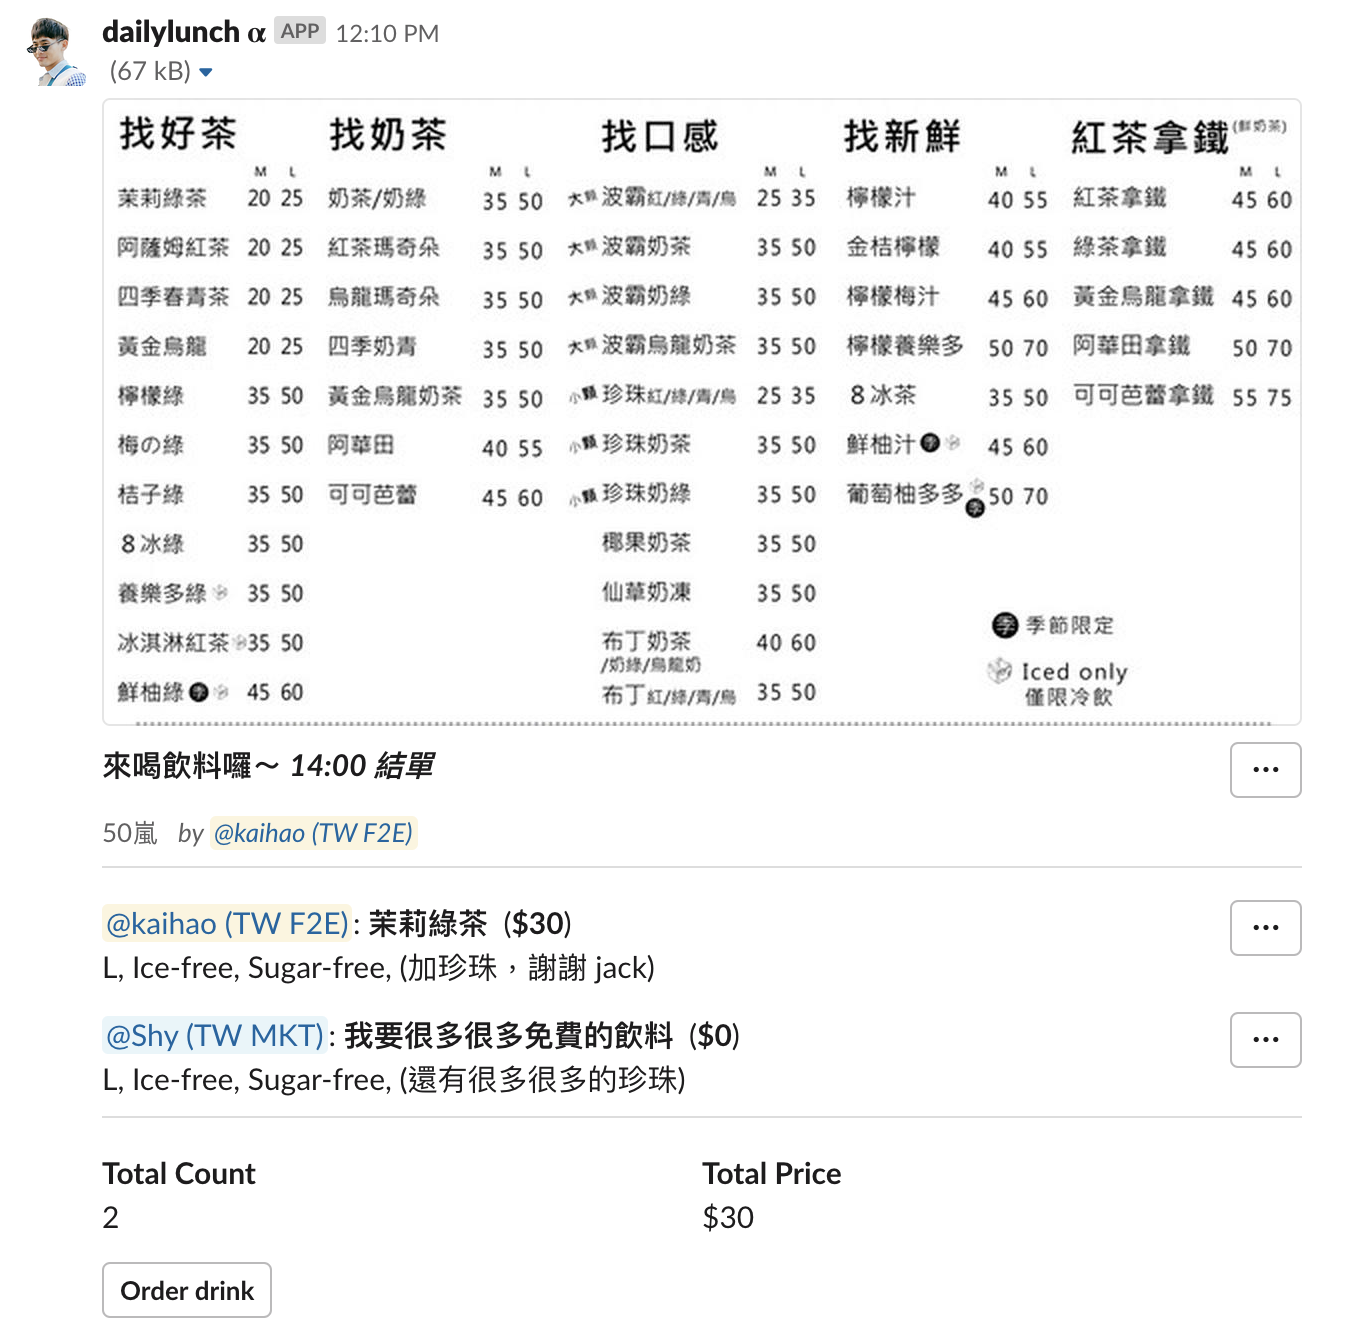 dailylunch α APP 12:10 PM
(67 kB)
找好茶
M L
茉莉綠茶 20 25
阿薩姆紅茶 20 25
四季春青茶 20 25
黃金烏龍 20 25
檸檬綠 35 50
梅の綠 35 50
桔子綠 35 50
8冰綠 35 50
養樂多綠 35 50
冰淇淋紅茶 35 50
鮮柚綠 季 45 60
找奶茶
M L
奶茶/奶綠 35 50
紅茶瑪奇朵 35 50
烏龍瑪奇朵 35 50
四季奶青 35 50
黃金烏龍奶茶 35 50
阿華田 40 55
可可芭蕾 45 60
找口感
M L
大顆 波霸紅/綠/青/烏 25 35
大顆 波霸奶茶 35 50
大顆 波霸奶綠 35 50
大顆 波霸烏龍奶茶 35 50
小顆 珍珠紅/綠/青/烏 25 35
小顆 珍珠奶茶 35 50
小顆 珍珠奶綠 35 50
椰果奶茶 35 50
仙草奶凍 35 50
布丁奶茶 40 60
/奶綠/烏龍奶
布丁紅/綠/青/烏 35 50
找新鮮
M L
檸檬汁 40 55
金桔檸檬 40 55
檸檬梅汁 45 60
檸檬養樂多 50 70
8冰茶 35 50
鮮柚汁 季 45 60
葡萄柚多多 季 50 70
紅茶拿鐵 (鮮奶茶)
M L
紅茶拿鐵 45 60
綠茶拿鐵 45 60
黃金烏龍拿鐵 45 60
阿華田拿鐵 50 70
可可芭蕾拿鐵 55 75
季 季節限定
Iced only
僅限冷飲
來喝飲料囉～ 14:00 結單
50嵐 by @kaihao (TW F2E)
@kaihao (TW F2E): 茉莉綠茶 ($30)
L, Ice-free, Sugar-free, (加珍珠，謝謝 jack)
@Shy (TW MKT): 我要很多很多免費的飲料 ($0)
L, Ice-free, Sugar-free, (還有很多很多的珍珠)
Total Count
2
Total Price
$30
Order drink